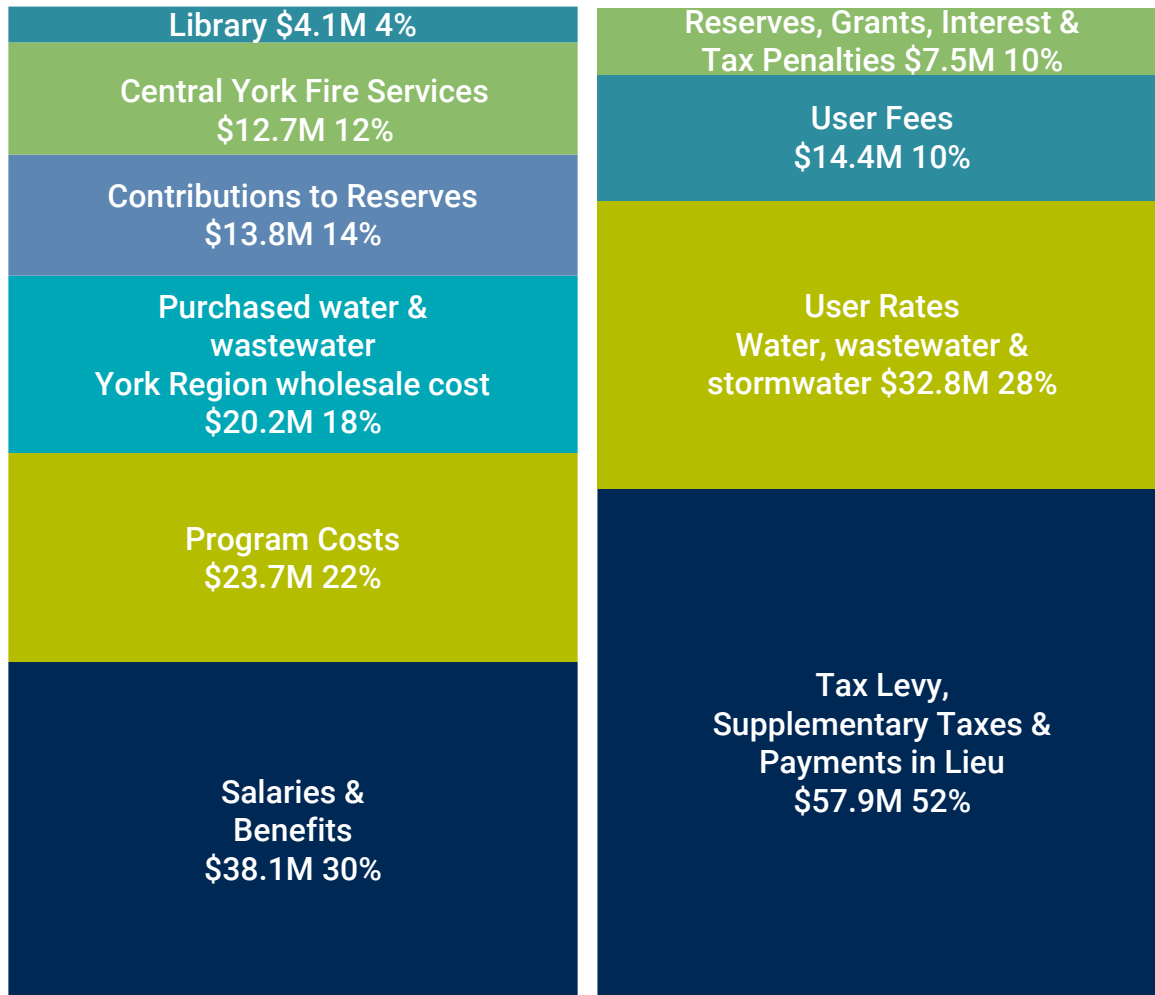 Library $4.1M 4%
Central York Fire Services
$12.7M 12%
Contributions to Reserves
$13.8M 14%
Purchased water &
wastewater
York Region wholesale cost
$20.2M 18%
Program Costs
$23.7M 22%
Salaries &
Benefits
$38.1M 30%
Reserves, Grants, Interest &
Tax Penalties $7.5M 10%
User Fees
$14.4M 10%
User Rates
Water, wastewater &
stormwater $32.8M 28%
Tax Levy,
Supplementary Taxes &
Payments in Lieu
$57.9M 52%